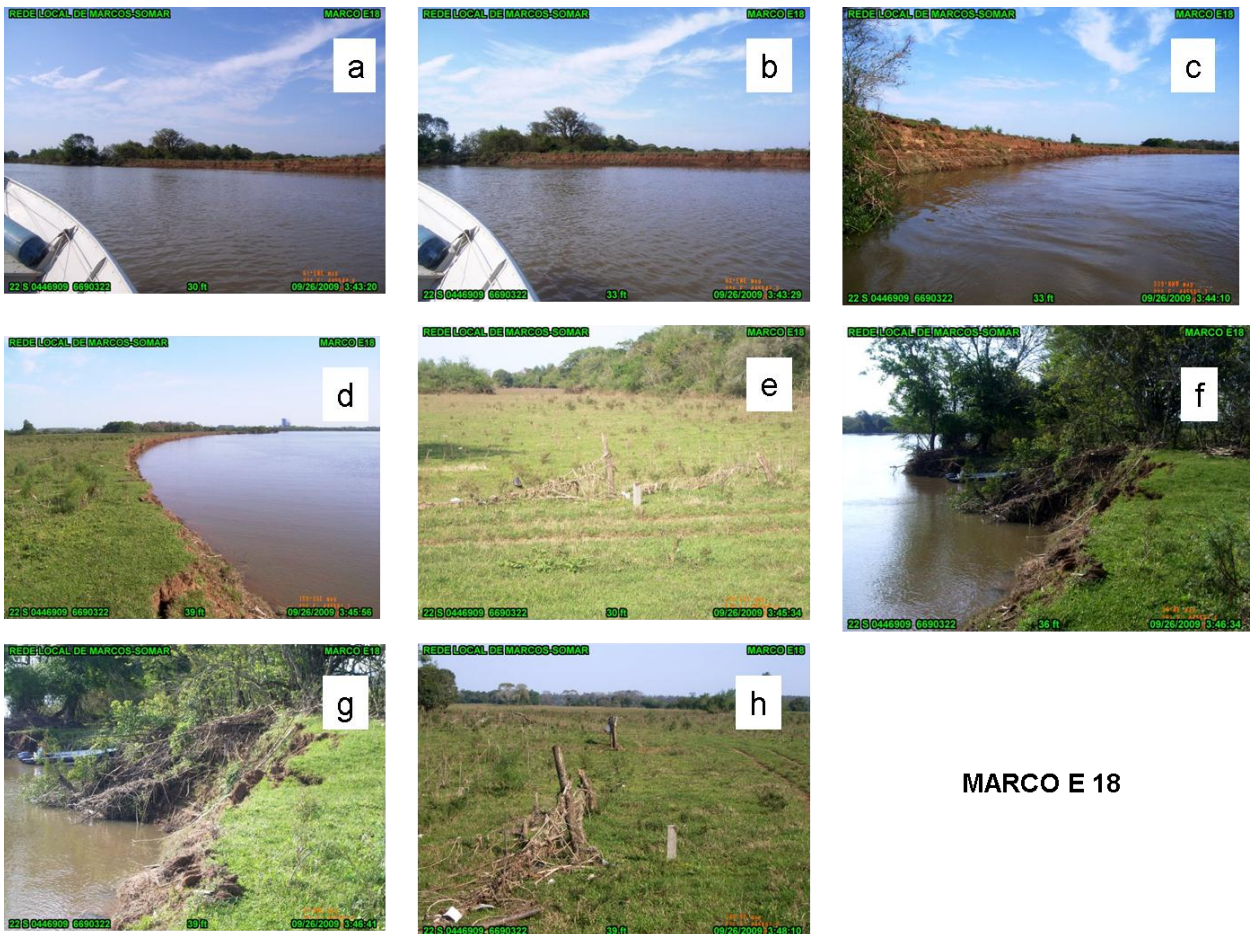 REDE LOCAL DE MARCOS-SOMAR MARCO E18
a
22 S 0446909 6690322 30 ft 09/26/2009 3:43:20
REDE LOCAL DE MARCOS-SOMAR MARCO E18
b
22 S 0446909 6690322 33 ft 09/26/2009 3:43:29
REDE LOCAL DE MARCOS-SOMAR MARCO E18
c
22 S 0446909 6690322 33 ft 09/26/2009 3:44:10
REDE LOCAL DE MARCOS-SOMAR MARCO E18
d
22 S 0446909 6690322 39 ft 09/26/2009 3:45:56
REDE LOCAL DE MARCOS-SOMAR MARCO E18
e
22 S 0446909 6690322 30 ft 09/26/2009 3:45:34
REDE LOCAL DE MARCOS-SOMAR MARCO E18
f
22 S 0446909 6690322 36 ft 09/26/2009 3:46:34
REDE LOCAL DE MARCOS-SOMAR MARCO E18
g
22 S 0446909 6690322 39 ft 09/26/2009 3:46:41
REDE LOCAL DE MARCOS-SOMAR MARCO E18
h
22 S 0446909 6690322 39 ft 09/26/2009 3:48:10
MARCO E 18